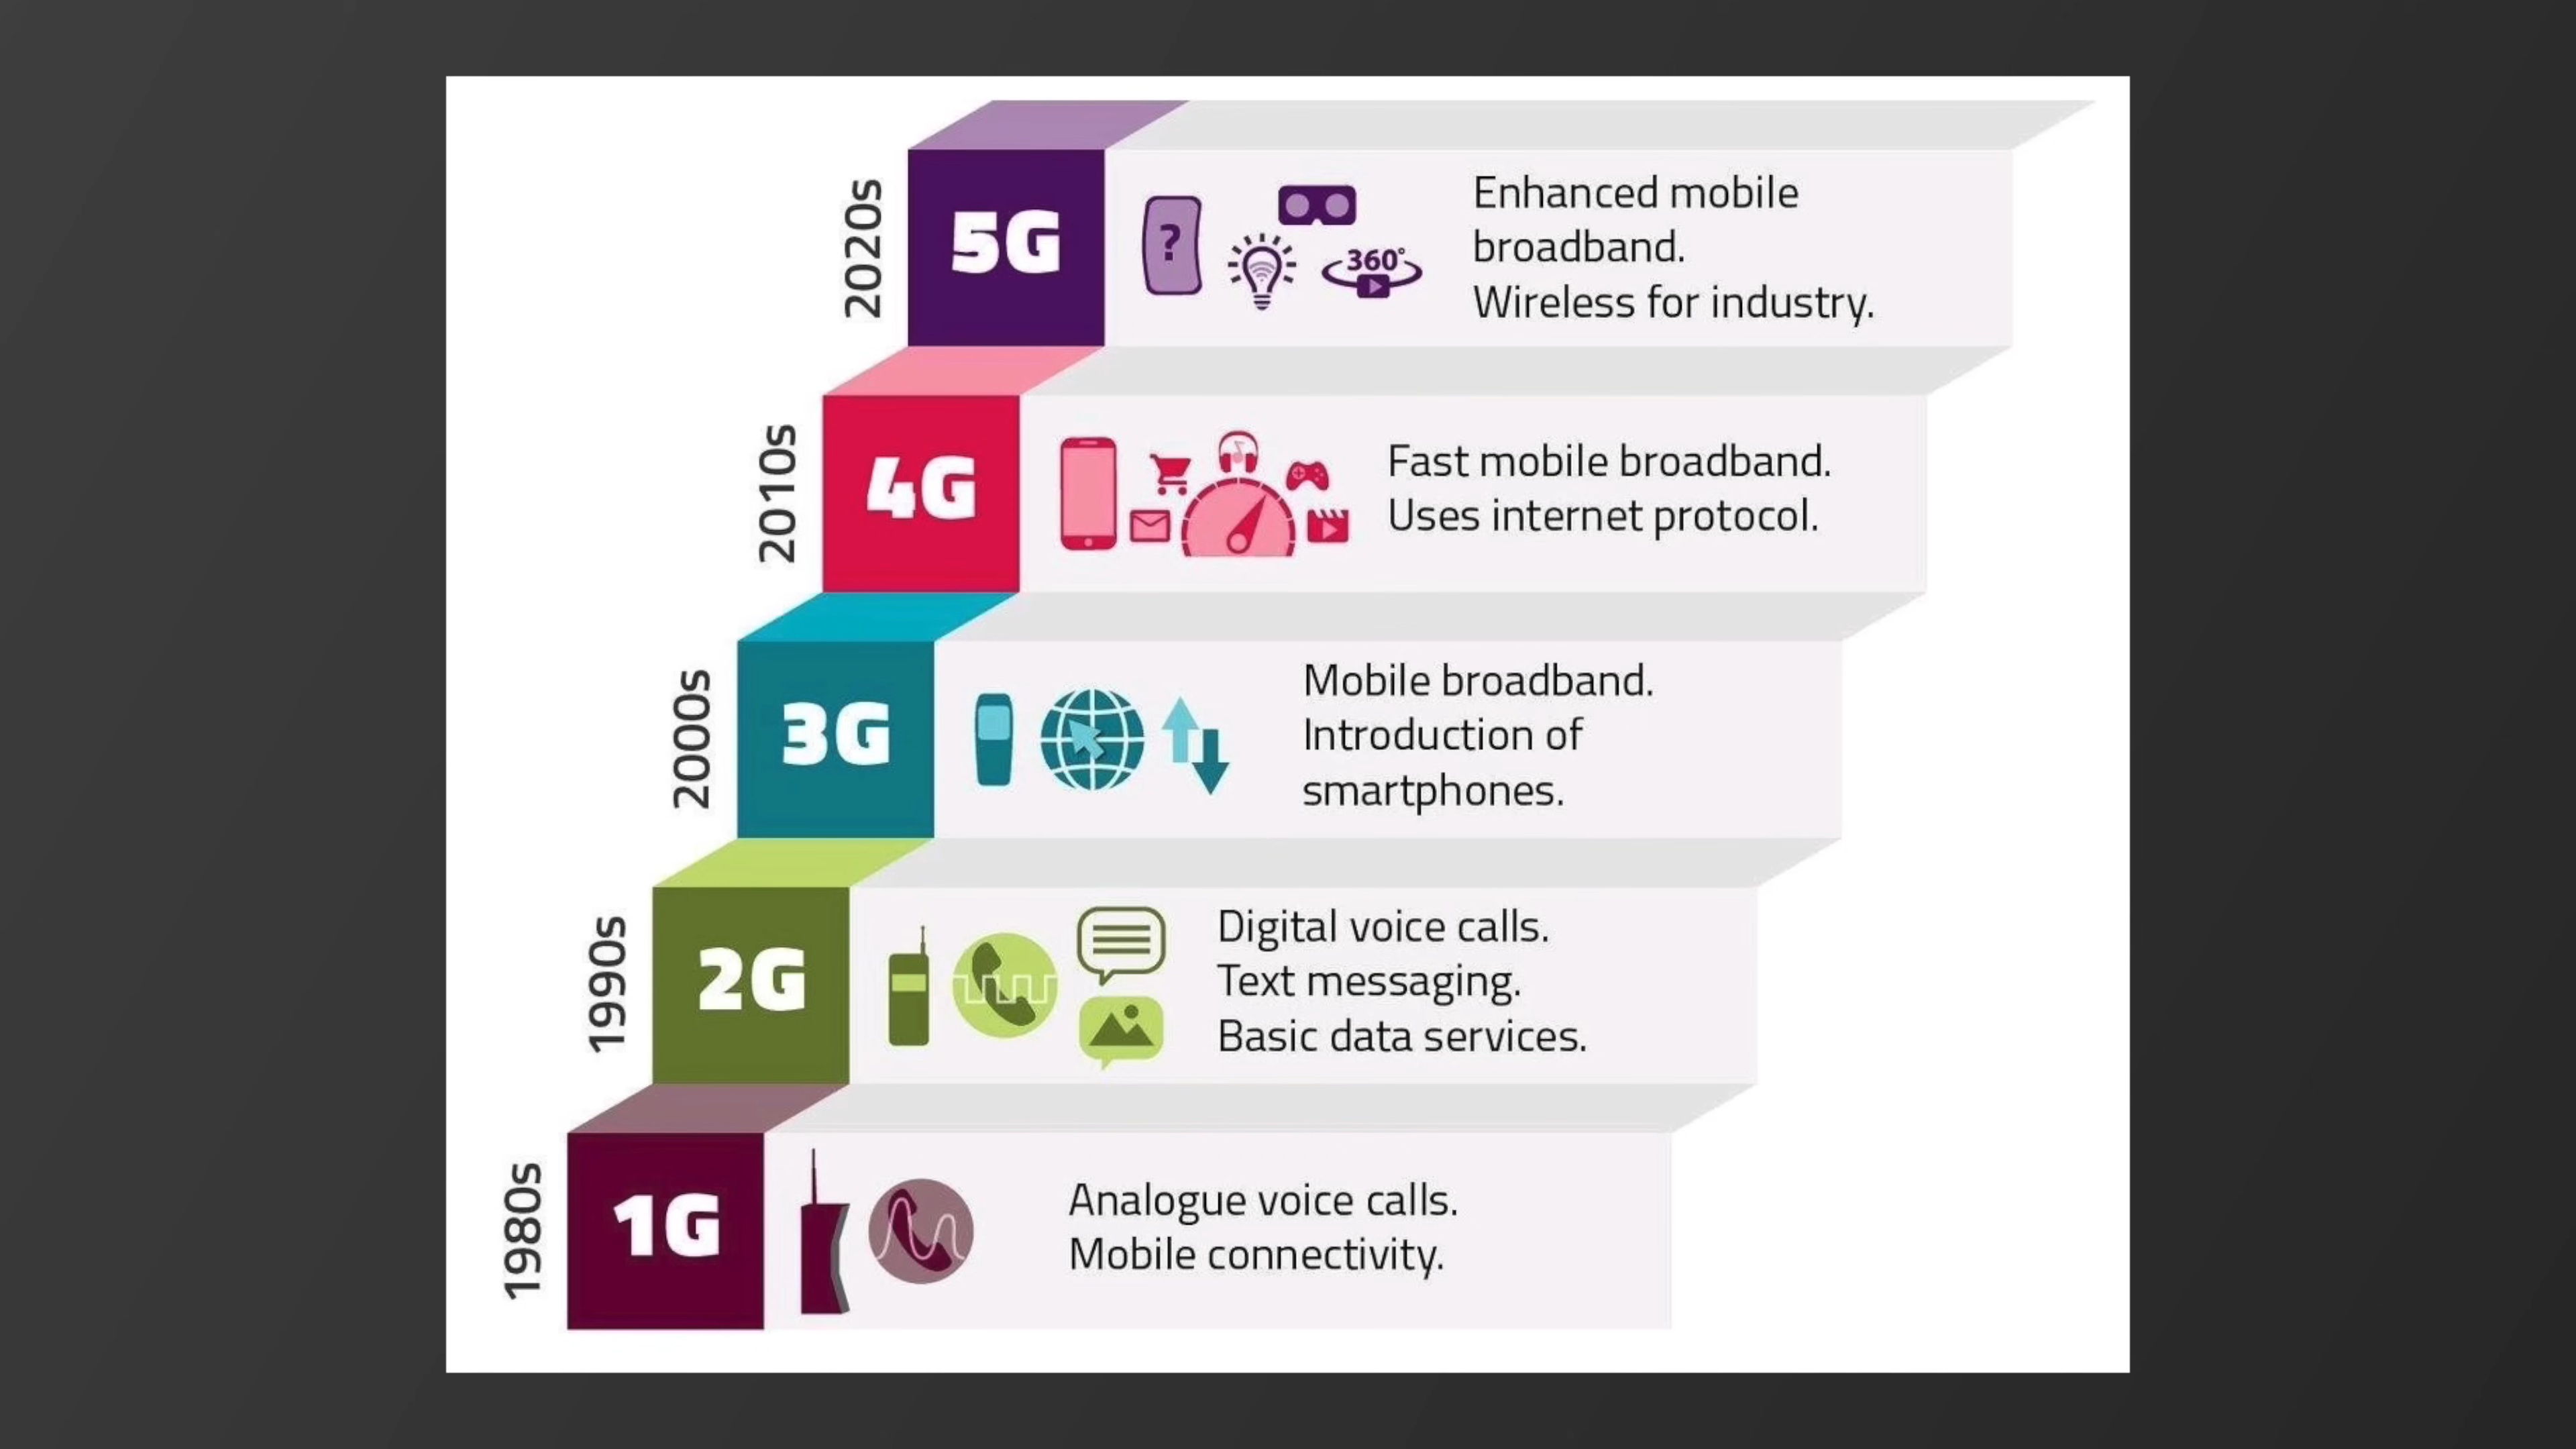 2020s
5G
?
360°
Enhanced mobile
broadband.
Wireless for industry.
2010s
4G
Fast mobile broadband.
Uses internet protocol.
2000s
3G
Mobile broadband.
Introduction of
smartphones.
1990s
2G
Digital voice calls.
Text messaging.
Basic data services.
1980s
1G
Analogue voice calls.
Mobile connectivity.